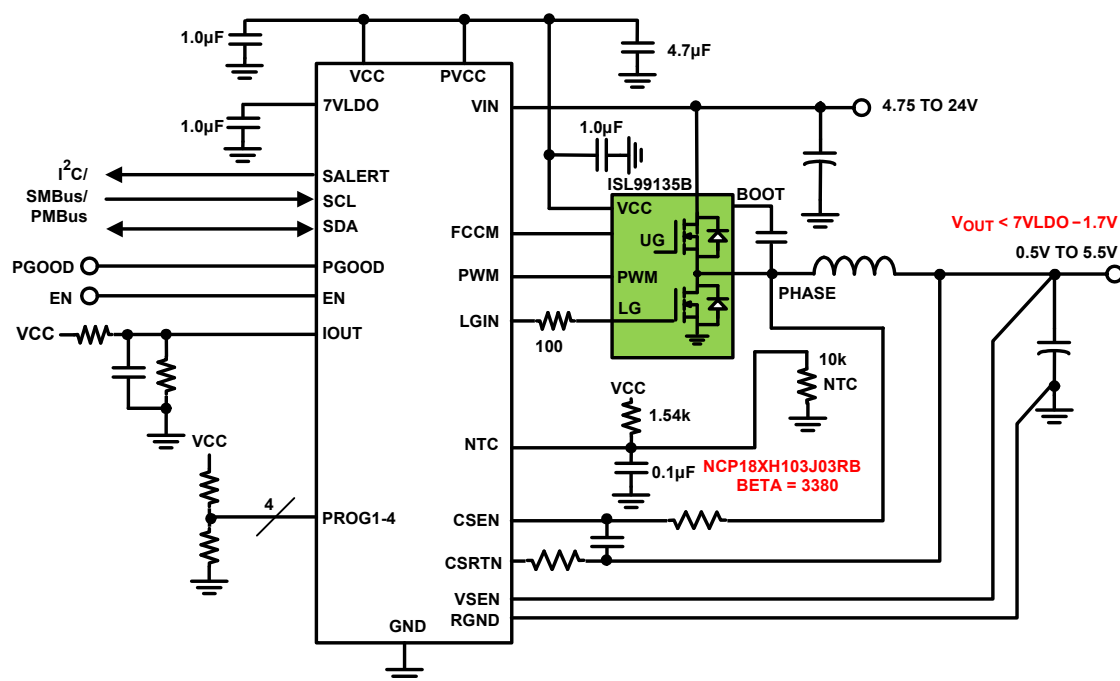 1.0µF
4.7µF
VCC
PVCC
7VLDO
VIN
4.75 TO 24V
1.0µF
1.0µF
I2C/
SMBus/
PMBus
SALERT
SCL
SDA
ISL99135B
BOOT
VCC
UG
FCCM
VOUT < 7VLDO −1.7V
0.5V TO 5.5V
PGOOD
PGOOD
PWM
PWM
PHASE
EN
EN
LG
LGIN
100
VCC
IOUT
10k
NTC
VCC
1.54k
NTC
0.1µF
NCP18XH103J03RB
BETA = 3380
VCC
4
PROG1-4
CSEN
CSRTN
VSEN
RGND
GND